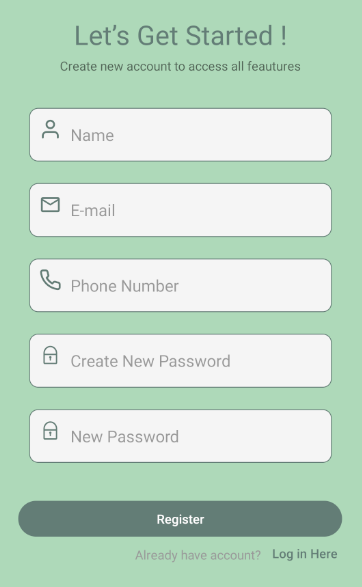 Let’s Get Started !
Create new account to access all feautures
Name
E-mail
Phone Number
Create New Password
New Password
Register
Already have account? Log in Here